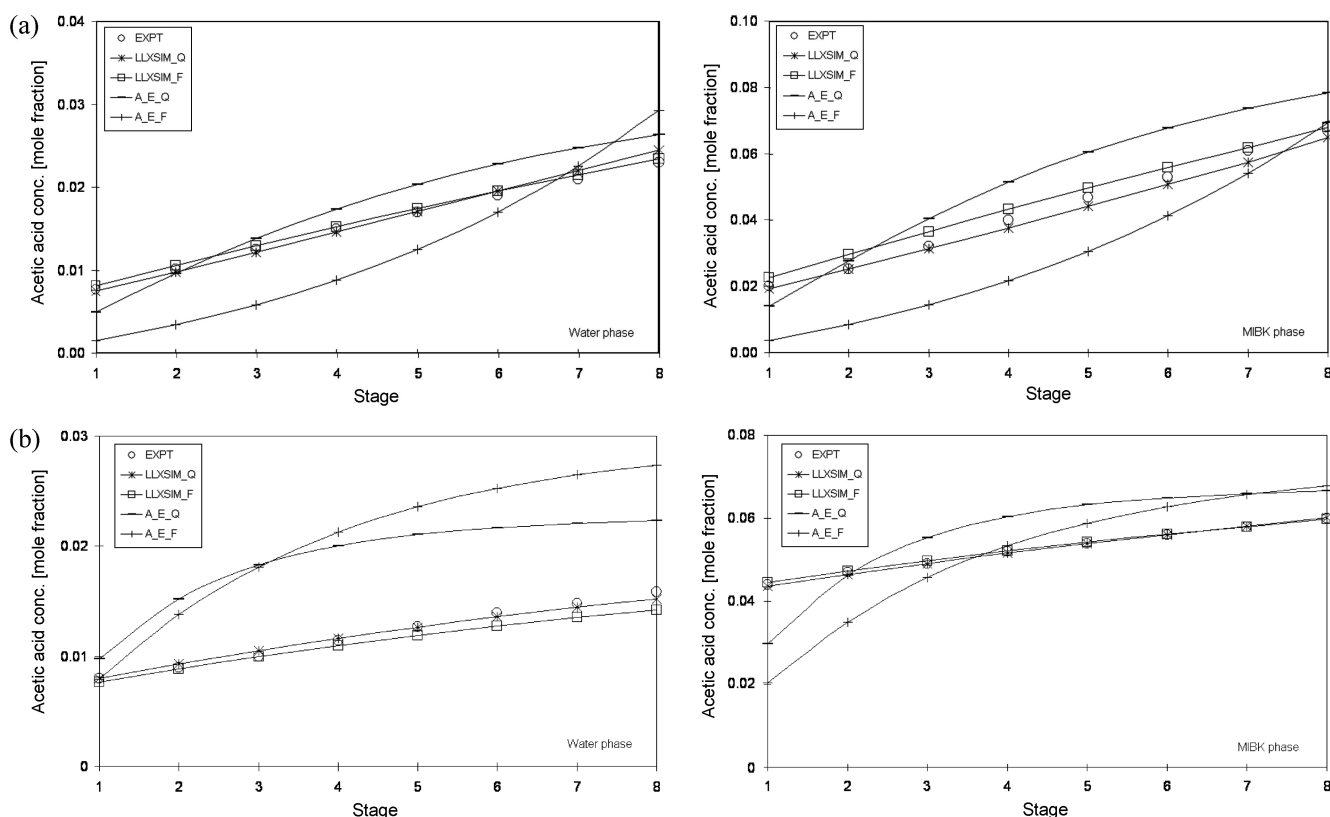 (a)
Acetic acid conc. [mole fraction]
0.04
0.03
0.02
0.01
0.00
EXPT
LLXSIM_Q
LLXSIM_F
A_E_Q
A_E_F
Water phase
1 2 3 4 5 6 7 8
Stage
Acetic acid conc. [mole fraction]
0.10
0.08
0.06
0.04
0.02
0.00
EXPT
LLXSIM_Q
LLXSIM_F
A_E_Q
A_E_F
MIBK phase
1 2 3 4 5 6 7 8
Stage
(b)
Acetic acid conc. [mole fraction]
0.03
0.02
0.01
0
EXPT
LLXSIM_Q
LLXSIM_F
A_E_Q
A_E_F
Water phase
1 2 3 4 5 6 7 8
Stage
Acetic acid conc. [mole fraction]
0.08
0.06
0.04
0.02
0
EXPT
LLXSIM_Q
LLXSIM_F
A_E_Q
A_E_F
MIBK phase
1 2 3 4 5 6 7 8
Stage